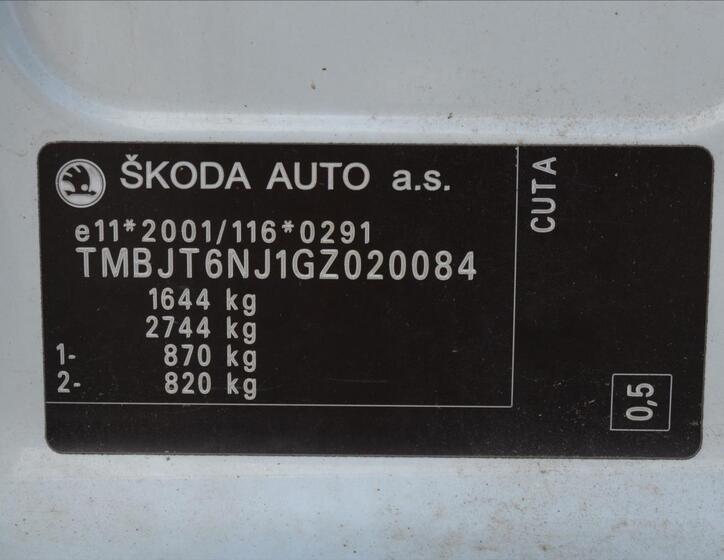 ŠKODA AUTO a.s.
e11*2001/116*0291
TMBJT6NJ1GZ020084
1644 kg
2744 kg
1- 870 kg
2- 820 kg
CUTA
0,5